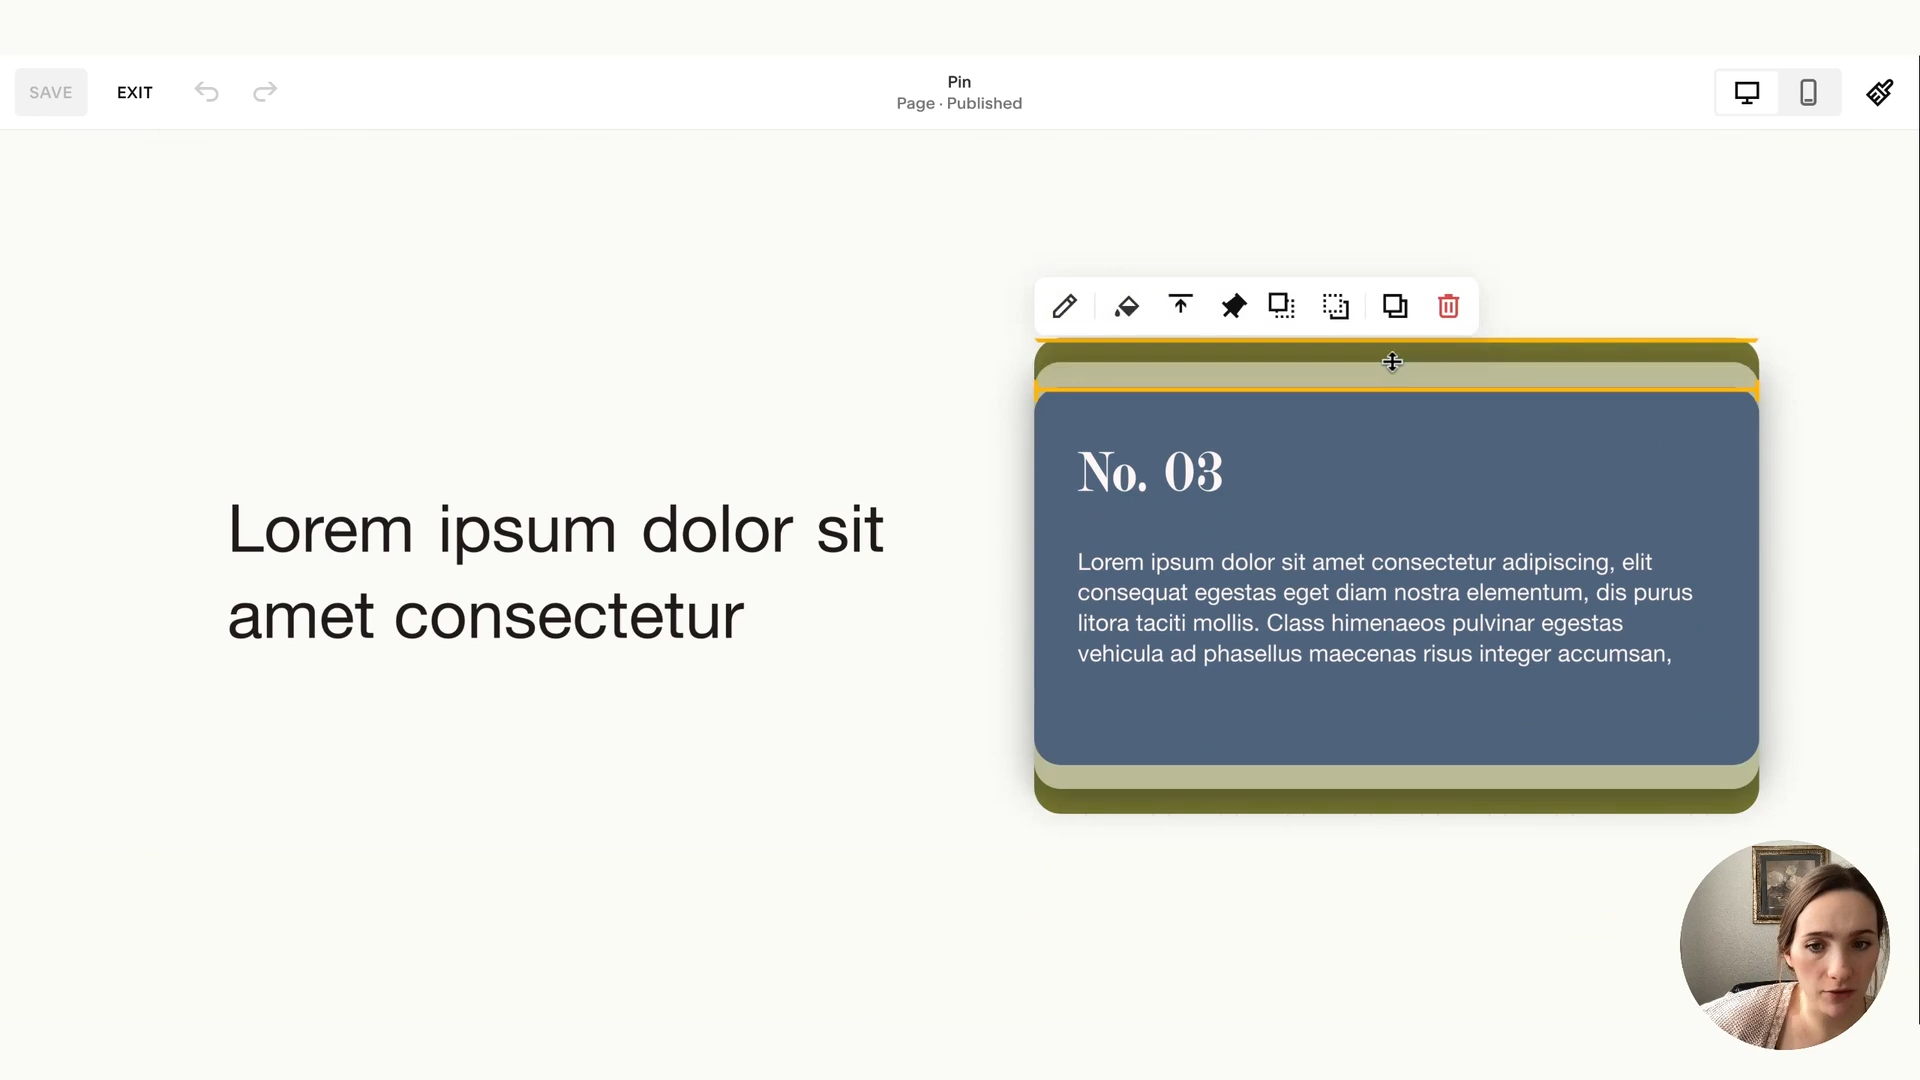 SAVE
EXIT
Pin
Page · Published
Lorem ipsum dolor sit
amet consectetur
No. 03
Lorem ipsum dolor sit amet consectetur adipiscing, elit
consequat egestas eget diam nostra elementum, dis purus
litora taciti mollis. Class himenaeos pulvinar egestas
vehicula ad phasellus maecenas risus integer accumsan,